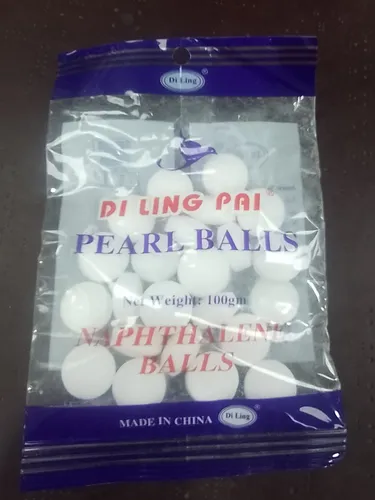 Di Ling
DI LING PAI
PEARL BALLS
Net Weight: 100gm
NAPHTHALENE
BALLS
MADE IN CHINA Di Ling